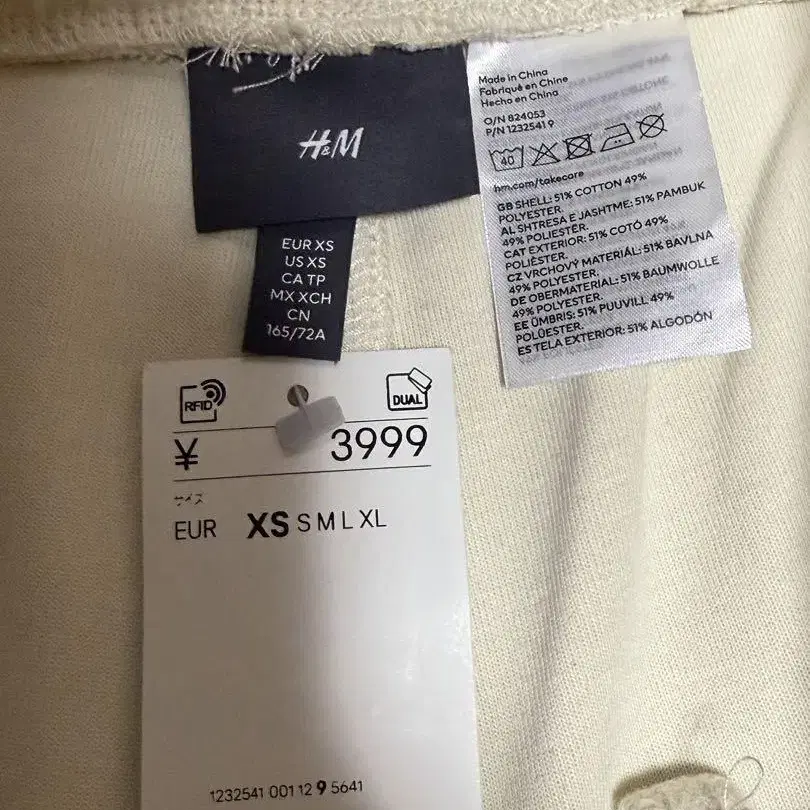 H&M
EUR XS
US XS
CA TP
MX XCH
CN
165/72A
Made in China
Fabriqué en Chine
Hecho en China
O/N 824053
P/N 1232541 9
40
hm.com/takecare
GB SHELL: 51% COTTON 49%
POLYESTER.
AL SHTRESA E JASHTME: 51% PAMBUK
49% POLIESTËR.
CAT EXTERIOR: 51% COTÓ 49%
POLIÈSTER.
CZ VRCHOVÝ MATERIÁL: 51% BAVLNA
49% POLYESTER.
DE OBERMATERIAL: 51% BAUMWOLLE
49% POLYESTER.
EE ÜMBRIS: 51% PUUVILL 49%
POLÜESTER.
ES TELA EXTERIOR: 51% ALGODÓN
RFID
DUAL
¥ 3999
サイズ
EUR XS S M L XL
1232541 001 12 9 5641